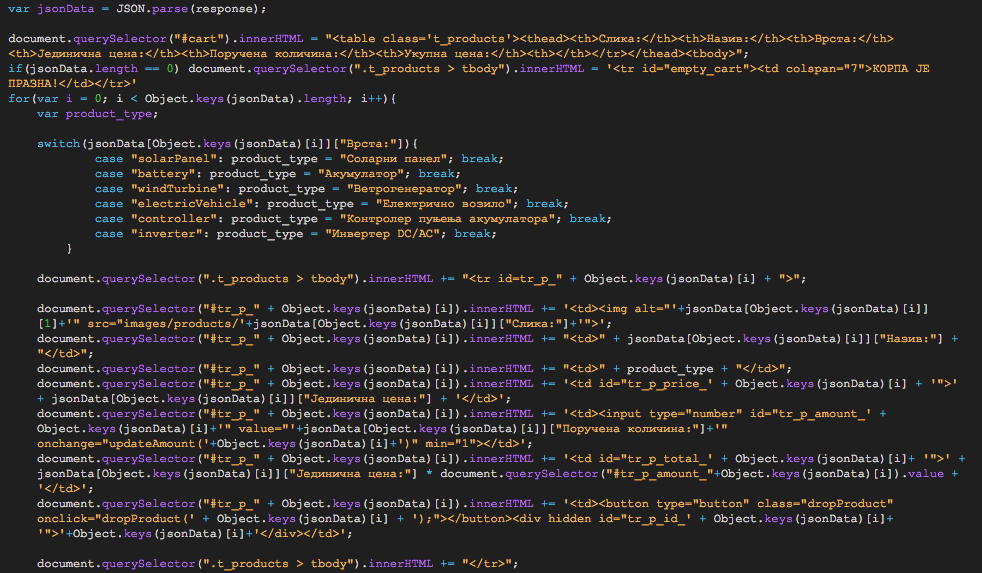 var jsonData = JSON.parse(response);
document.querySelector("#cart").innerHTML = "<table class='t_products'><thead><th>Слика:</th><th>Назив:</th><th>Врста:</th>
<th>Јединична цена:</th><th>Поручена количина:</th><th>Укупна цена:</th><th></th></tr></thead><tbody>";
if(jsonData.length == 0) document.querySelector(".t_products > tbody").innerHTML = '<tr id="empty_cart"><td colspan="7">КОРПА ЈЕ
ПРАЗНА!</td></tr>'
for(var i = 0; i < Object.keys(jsonData).length; i++){
var product_type;
switch(jsonData[Object.keys(jsonData)[i]]["Врста:"]){
case "solarPanel": product_type = "Соларни панел"; break;
case "battery": product_type = "Акумулатор"; break;
case "windTurbine": product_type = "Ветрогенератор"; break;
case "electricVehicle": product_type = "Електрично возило"; break;
case "controller": product_type = "Контролер пуњења акумулатора"; break;
case "inverter": product_type = "Инвертер DC/AC"; break;
}
document.querySelector(".t_products > tbody").innerHTML += "<tr id=tr_p_" + Object.keys(jsonData)[i] + ">";
document.querySelector("#tr_p_" + Object.keys(jsonData)[i]).innerHTML += '<td><img alt="'+jsonData[Object.keys(jsonData)[i]]
[1]+'" src="images/products/'+jsonData[Object.keys(jsonData)[i]]["Слика:"]+'">';
document.querySelector("#tr_p_" + Object.keys(jsonData)[i]).innerHTML += "<td>" + jsonData[Object.keys(jsonData)[i]]["Назив:"] +
"</td>";
document.querySelector("#tr_p_" + Object.keys(jsonData)[i]).innerHTML += "<td>" + product_type + "</td>";
document.querySelector("#tr_p_" + Object.keys(jsonData)[i]).innerHTML += '<td id="tr_p_price_' + Object.keys(jsonData)[i] + '">'
+ jsonData[Object.keys(jsonData)[i]]["Јединична цена:"] + '</td>';
document.querySelector("#tr_p_" + Object.keys(jsonData)[i]).innerHTML += '<td><input type="number" id="tr_p_amount_' +
Object.keys(jsonData)[i]+'" value="'+jsonData[Object.keys(jsonData)[i]]["Поручена количина:"]+'"
onchange="updateAmount('+Object.keys(jsonData)[i]+')" min="1"></td>';
document.querySelector("#tr_p_" + Object.keys(jsonData)[i]).innerHTML += '<td id="tr_p_total_' + Object.keys(jsonData)[i]+ '">' +
jsonData[Object.keys(jsonData)[i]]["Јединична цена:"] * document.querySelector("#tr_p_amount_"+Object.keys(jsonData)[i]).value +
'</td>';
document.querySelector("#tr_p_" + Object.keys(jsonData)[i]).innerHTML += '<td><button type="button" class="dropProduct"
onclick="dropProduct(' + Object.keys(jsonData)[i] + ');"></button><div hidden id="tr_p_id_' + Object.keys(jsonData)[i]+
'">'+Object.keys(jsonData)[i]+'</div></td>';
document.querySelector(".t_products > tbody").innerHTML += "</tr>";